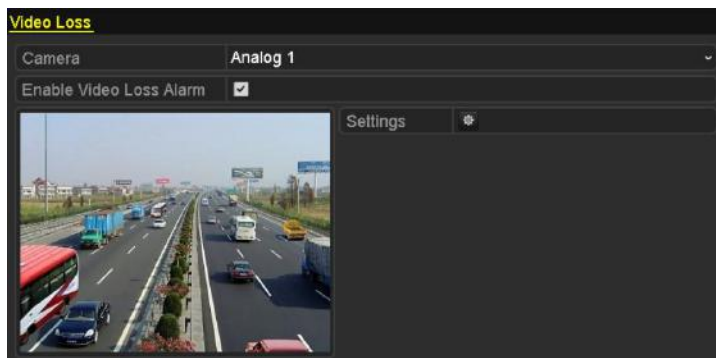 Video Loss
Camera Analog 1
Enable Video Loss Alarm
Settings